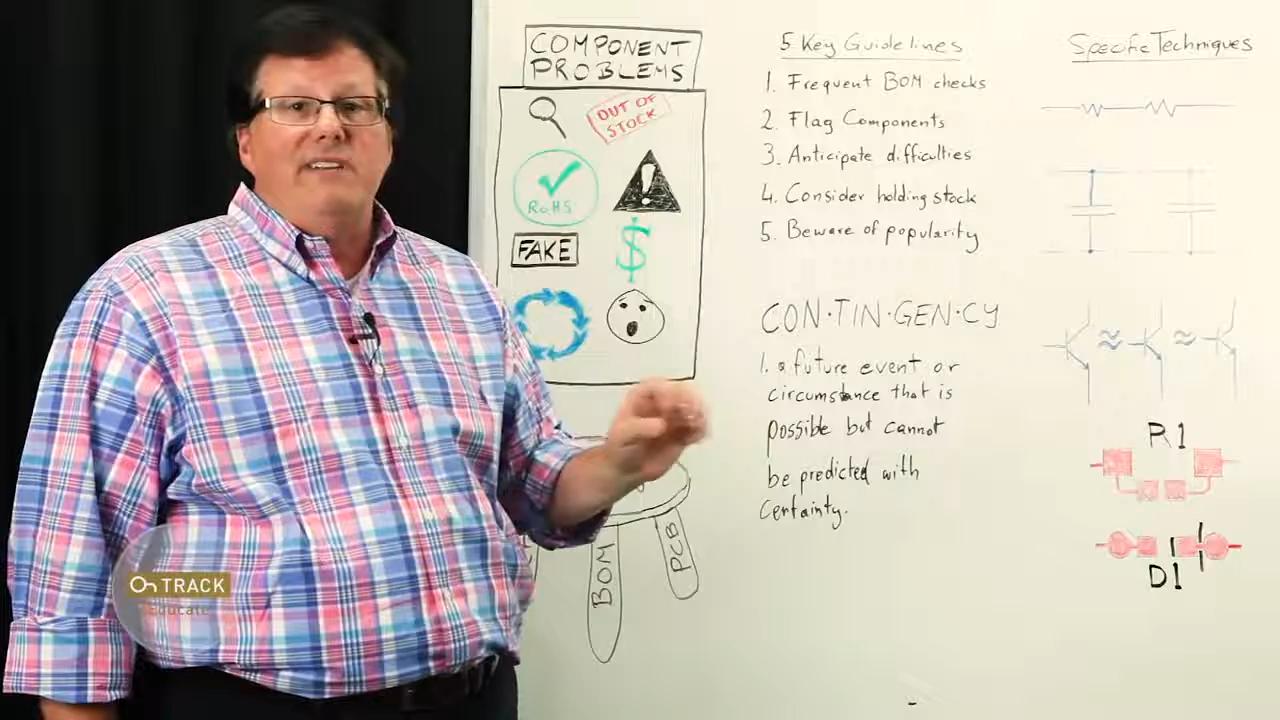 COMPONENT
PROBLEMS
OUT OF
STOCK
RoHS
!
FAKE
$
BOM
PCB
5 Key Guidelines
1. Frequent BOM checks
2. Flag Components
3. Anticipate difficulties
4. Consider holding stock
5. Beware of popularity
CON·TIN·GEN·CY
1. a future event or
circumstance that is
possible but cannot
be predicted with
certainty.
Specific Techniques
≈ ≈
R1
D1
On TRACK
Educate